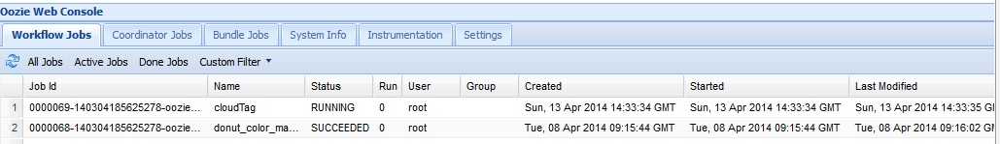 Oozie Web Console
Workflow Jobs Coordinator Jobs Bundle Jobs System Info Instrumentation Settings
All Jobs Active Jobs Done Jobs Custom Filter
Job Id Name Status Run User Group Created Started Last Modified
1 0000069-140304185625278-oozie... cloudTag RUNNING 0 root Sun, 13 Apr 2014 14:33:34 GMT Sun, 13 Apr 2014 14:33:34 GMT Sun, 13 Apr 2014 14:33:35 G
2 0000068-140304185625278-oozie... donut_color_ma... SUCCEEDED 0 root Tue, 08 Apr 2014 09:15:44 GMT Tue, 08 Apr 2014 09:15:44 GMT Tue, 08 Apr 2014 09:16:02 G